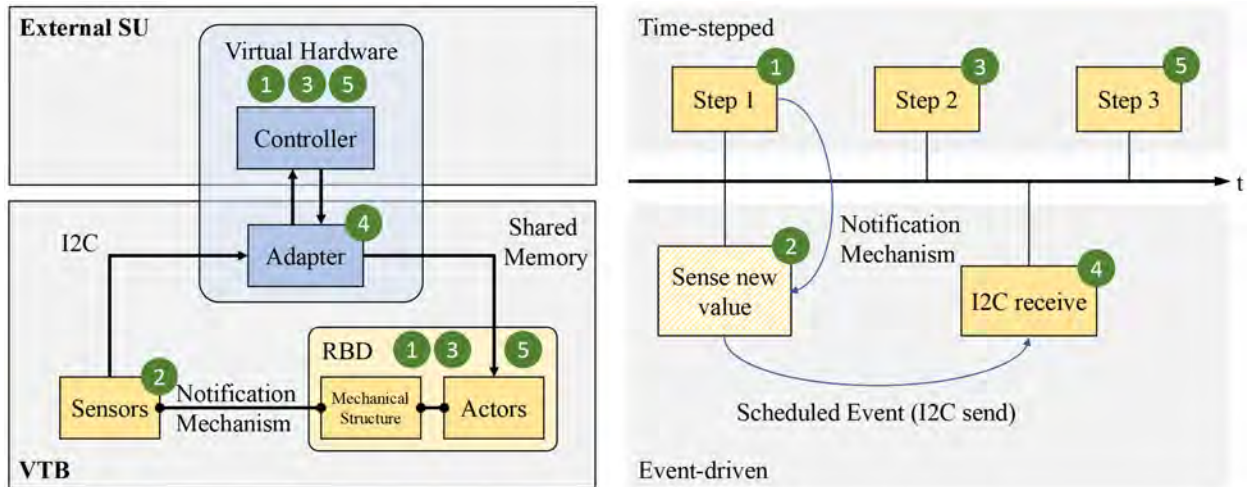 External SU
Virtual Hardware
1 3 5
Controller
4
I2C
Adapter
Shared
Memory
RBD
1 3 5
2
Sensors
Notification
Mechanism
Mechanical
Structure
Actors
VTB
Time-stepped
1
Step 1
3
Step 2
5
Step 3
t
Notification
Mechanism
2
Sense new
value
4
I2C receive
Scheduled Event (I2C send)
Event-driven